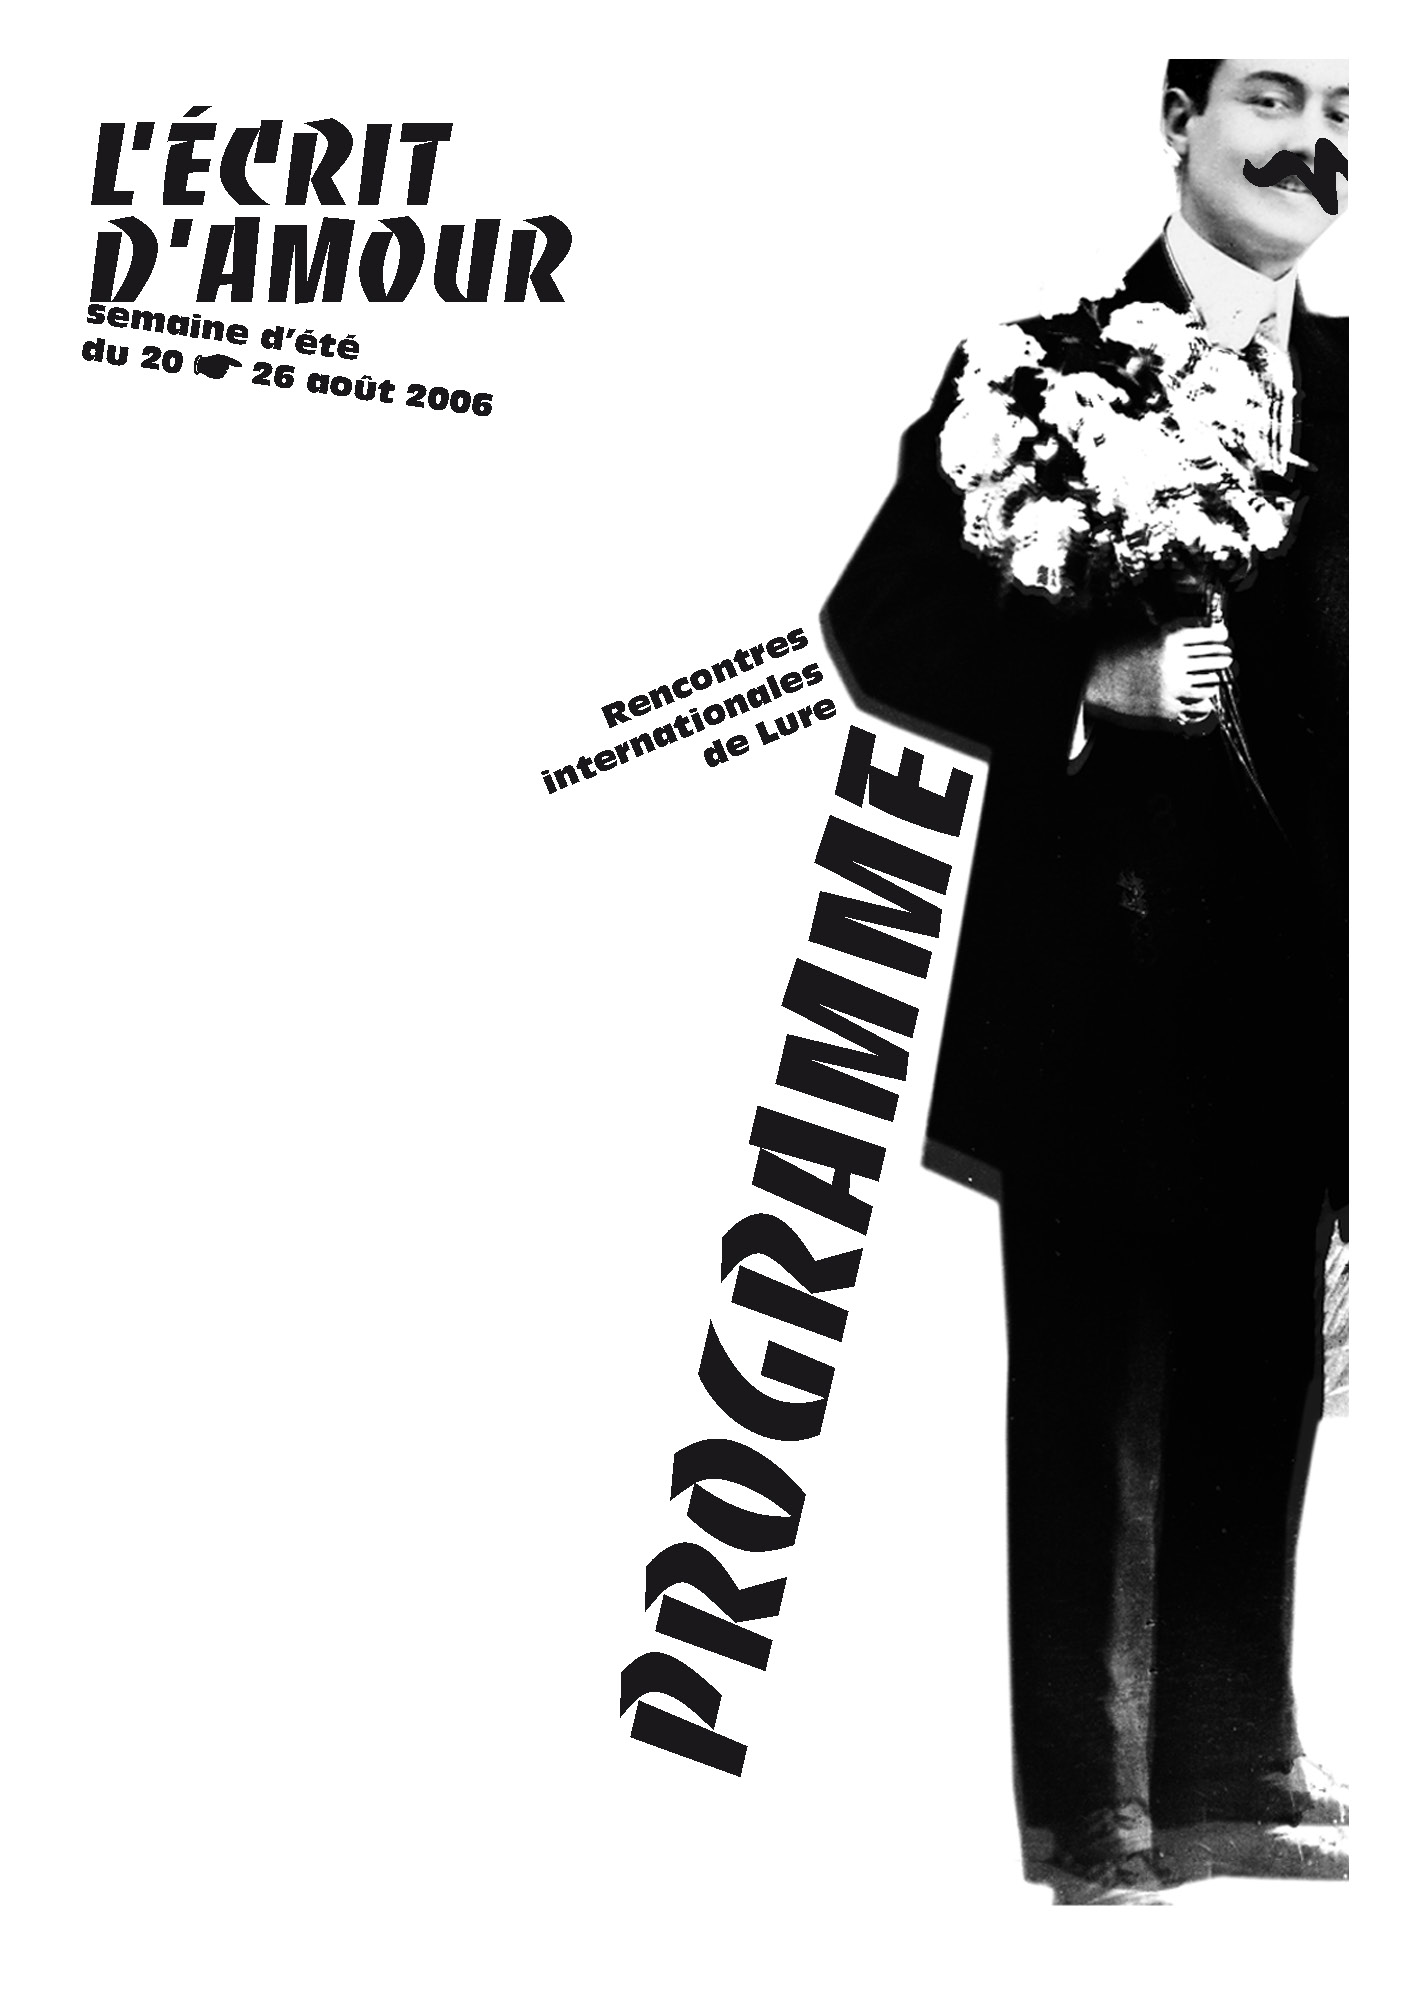 L'ÉCRIT
D'AMOUR
semaine d'été
du 20 ☛ 26 août 2006
Rencontres
internationales
de Lure
PROGRAMME